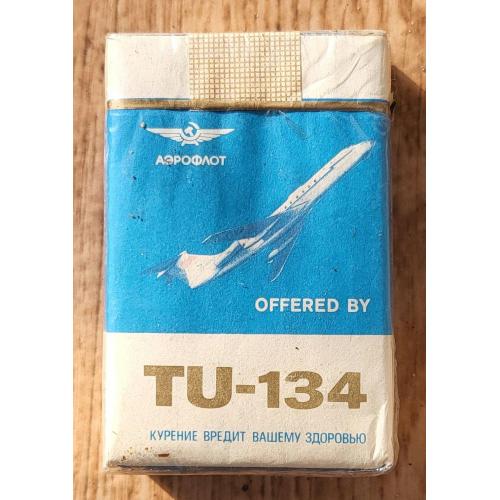 АЭРОФЛОТ
OFFERED BY
TU-134
КУРЕНИЕ ВРЕДИТ ВАШЕМУ ЗДОРОВЬЮ